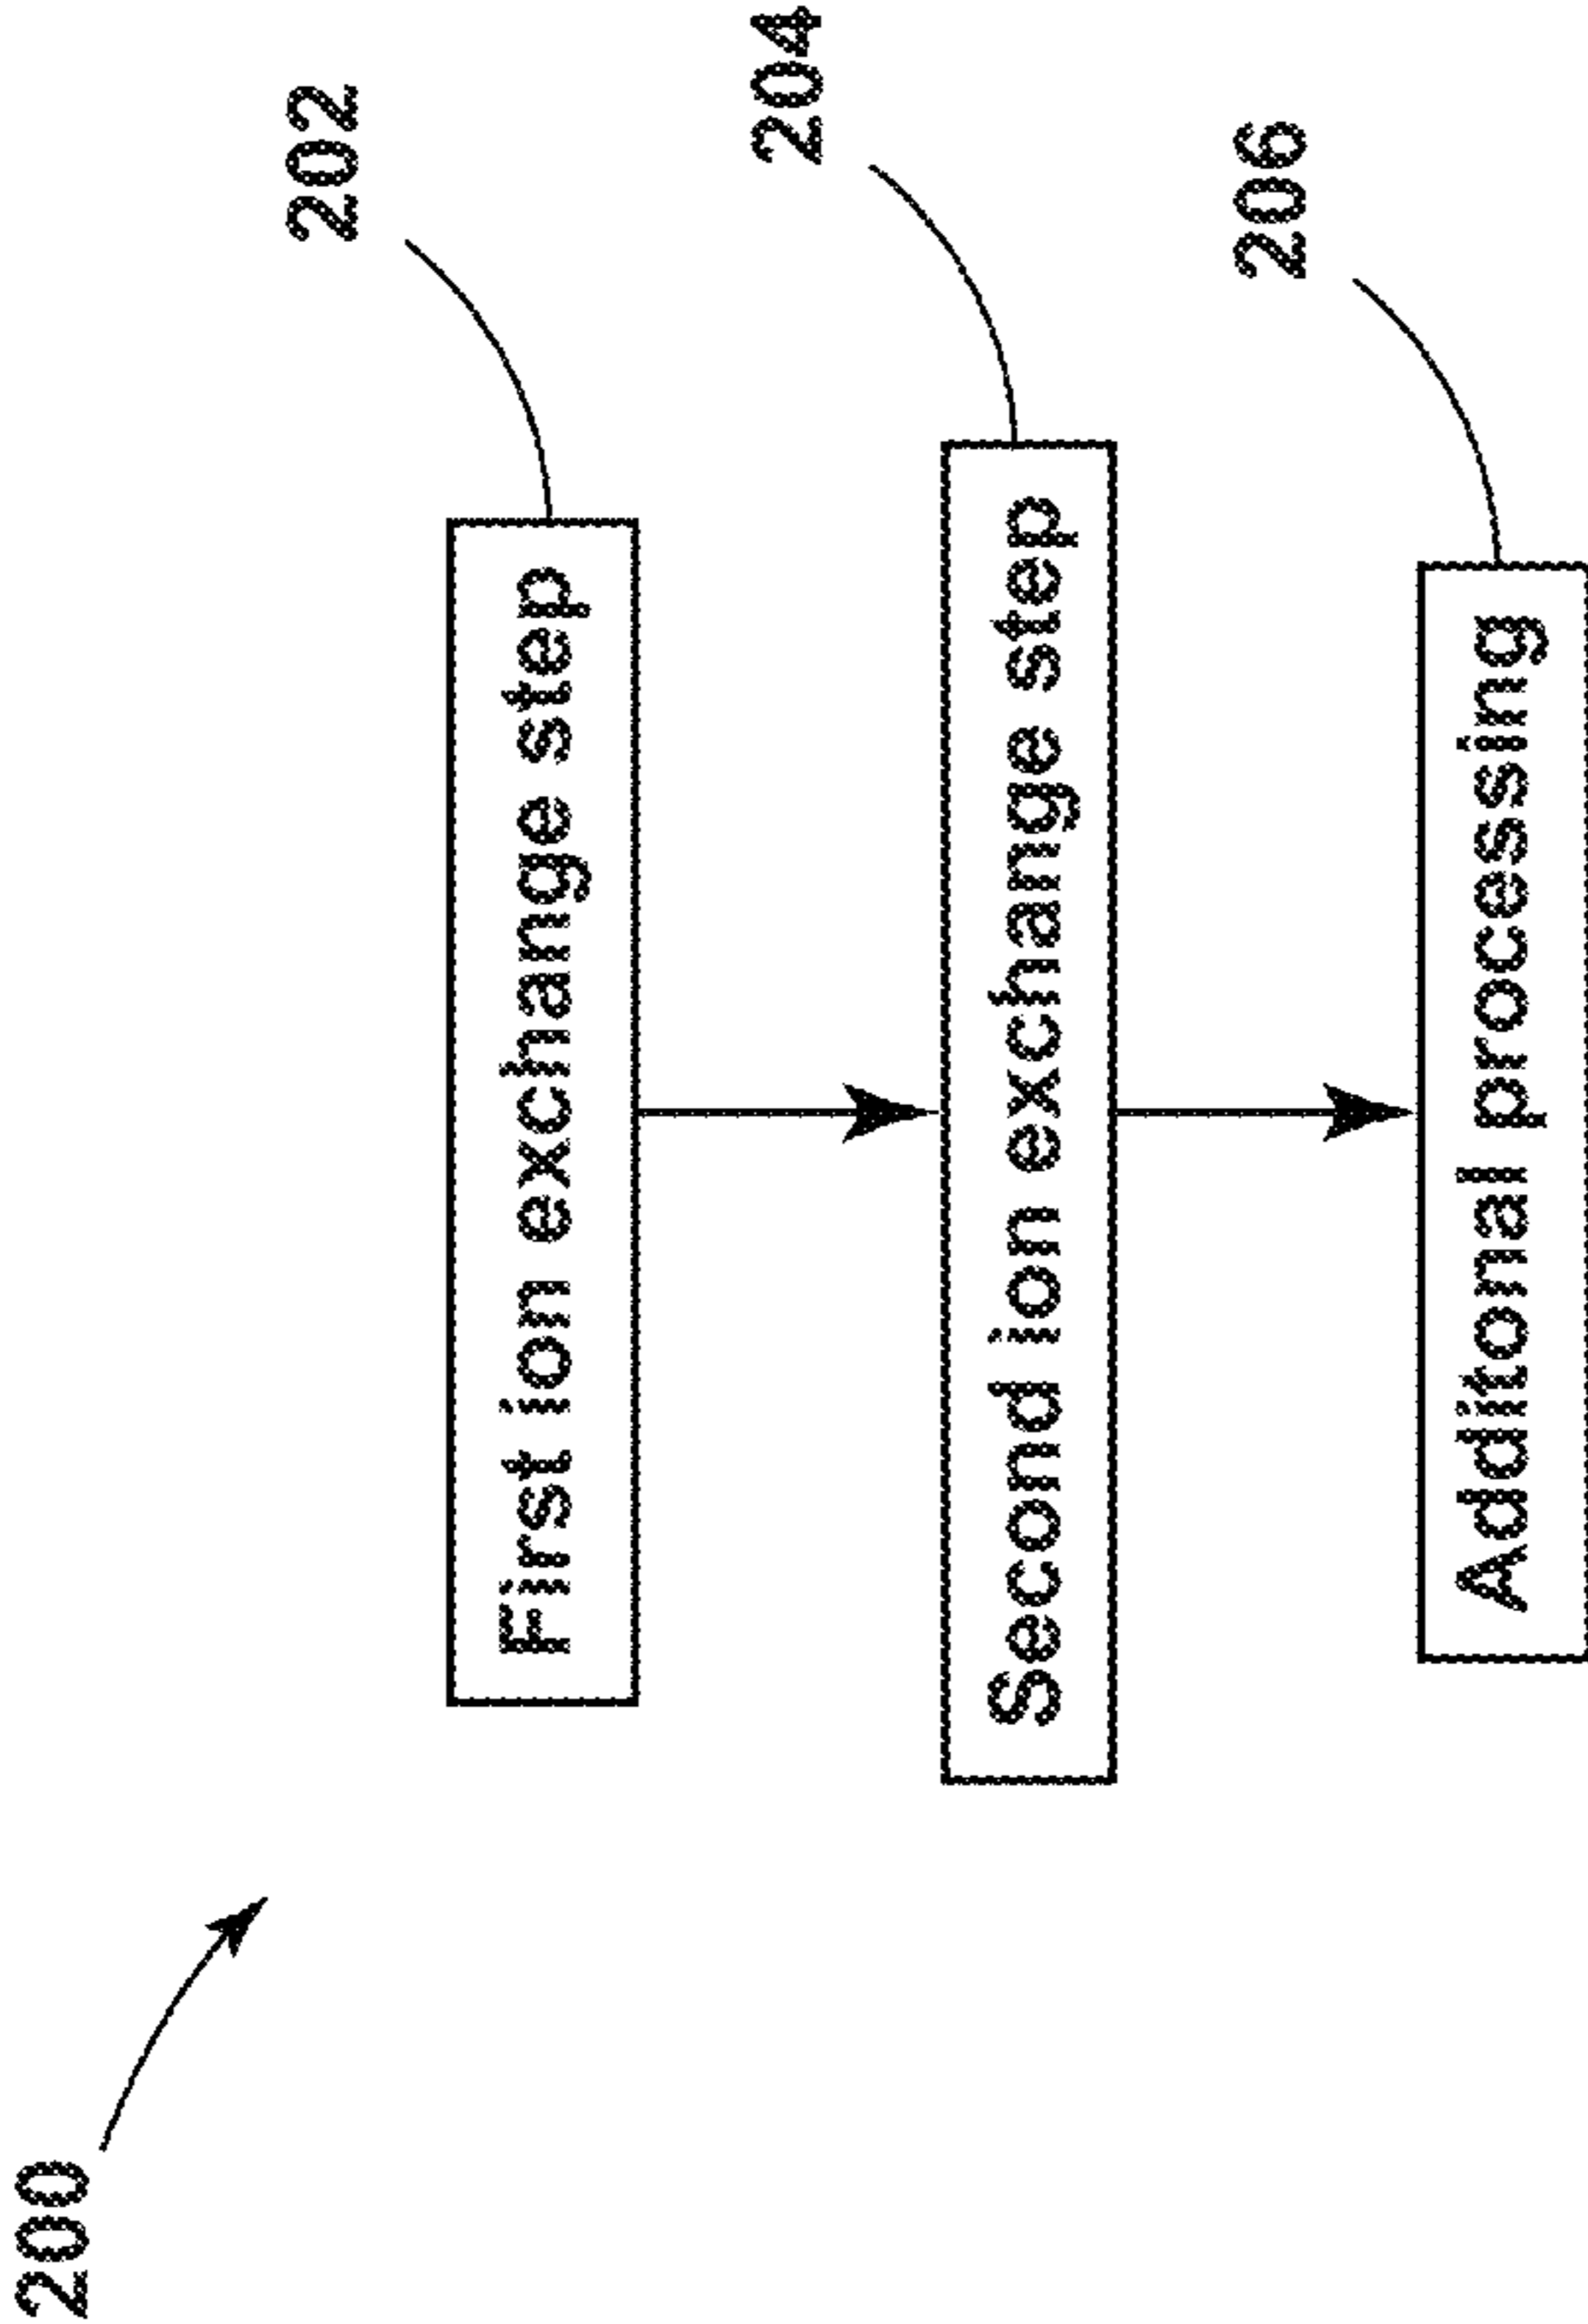 200
202
First ion exchange step
204
Second ion exchange step
206
Additonal processing